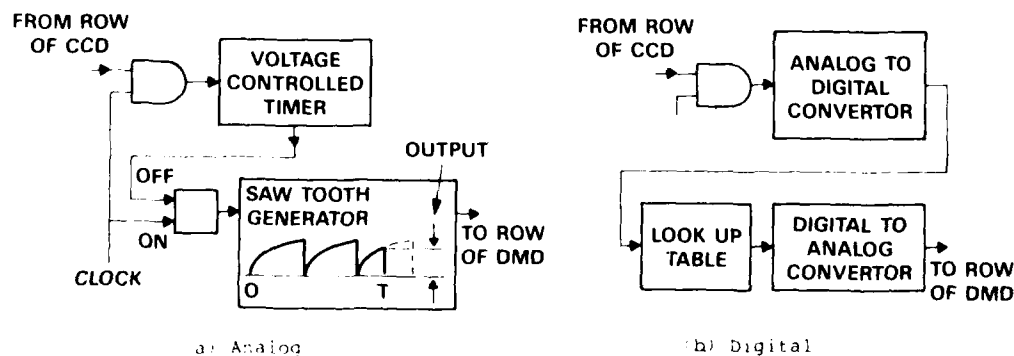 FROM ROW
OF CCD
VOLTAGE
CONTROLLED
TIMER
OUTPUT
OFF
ON
SAW TOOTH
GENERATOR
O
T
TO ROW
OF DMD
CLOCK
a) Analog
FROM ROW
OF CCD
ANALOG TO
DIGITAL
CONVERTOR
LOOK UP
TABLE
DIGITAL TO
ANALOG
CONVERTOR
TO ROW
OF DMD
(b) Digital